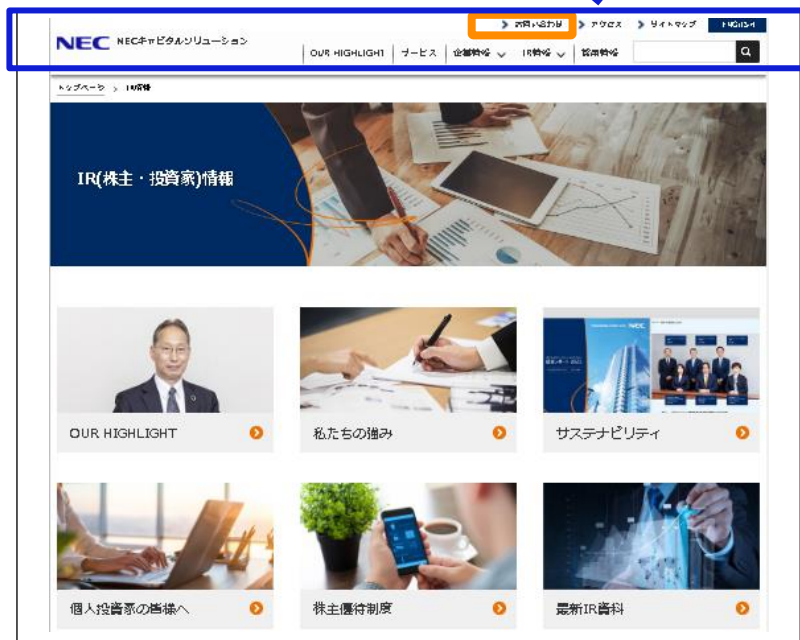 お問い合わせ アクセス サイトマップ ENGLISH
NEC NECキャピタルソリューション
OUR HIGHLIGHT サービス 企業情報 IR情報 採用情報
トップページ > IR情報
IR(株主・投資家)情報
NEC
OUR HIGHLIGHT 私たちの強み サステナビリティ
個人投資家の皆様へ 株主優待制度 最新IR資料